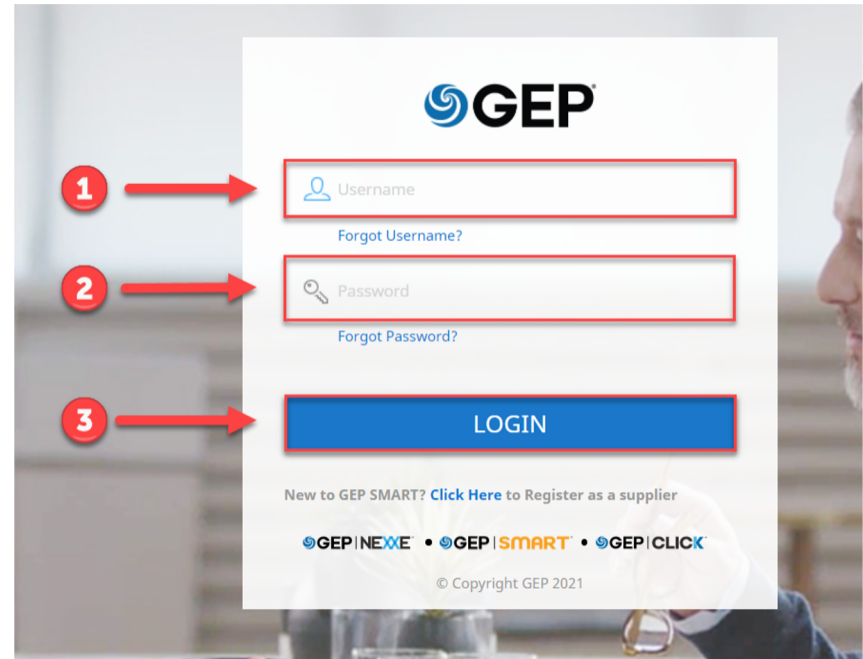 GEP
1
Username
Forgot Username?
2
Password
Forgot Password?
3
LOGIN
New to GEP SMART? Click Here to Register as a supplier
GEP|NEXXE • GEP|SMART • GEP|CLICK
© Copyright GEP 2021